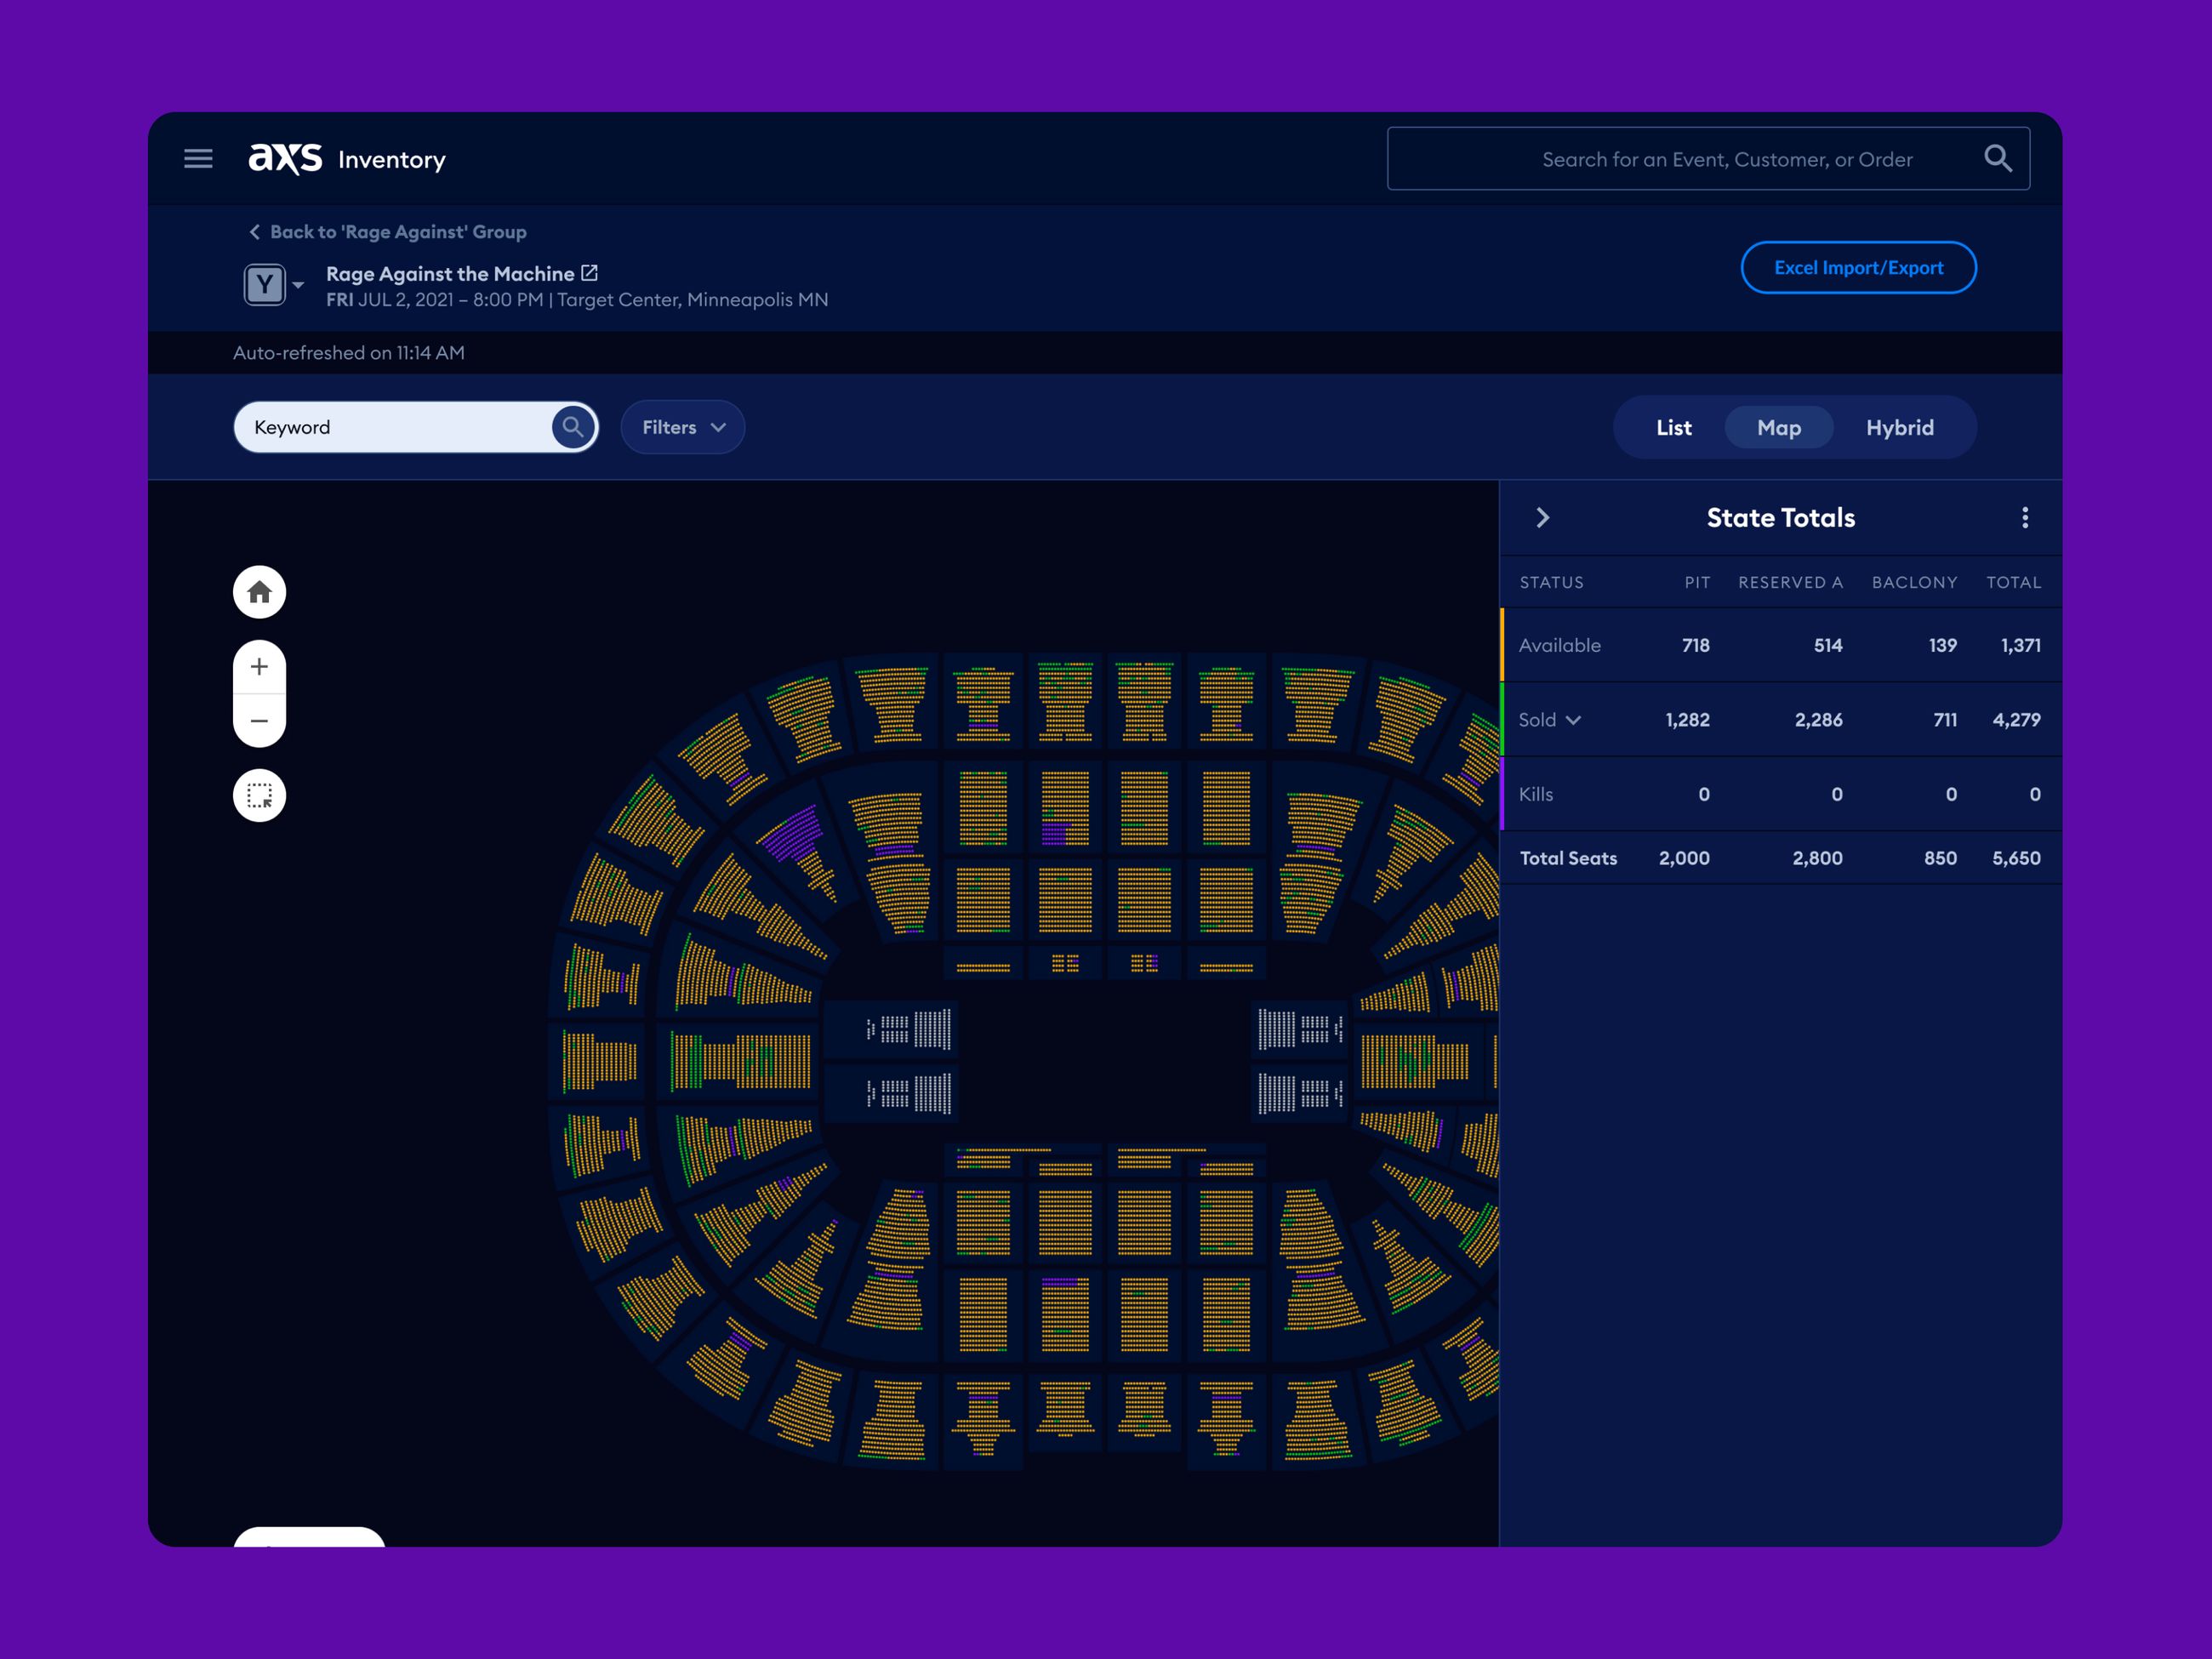 axs Inventory
Search for an Event, Customer, or Order
Back to 'Rage Against' Group
Y
Rage Against the Machine
FRI JUL 2, 2021 – 8:00 PM | Target Center, Minneapolis MN
Excel Import/Export
Auto-refreshed on 11:14 AM
Keyword
Filters
List Map Hybrid
State Totals
STATUS PIT RESERVED A BACLONY TOTAL
Available 718 514 139 1,371
Sold 1,282 2,286 711 4,279
Kills 0 0 0 0
Total Seats 2,000 2,800 850 5,650